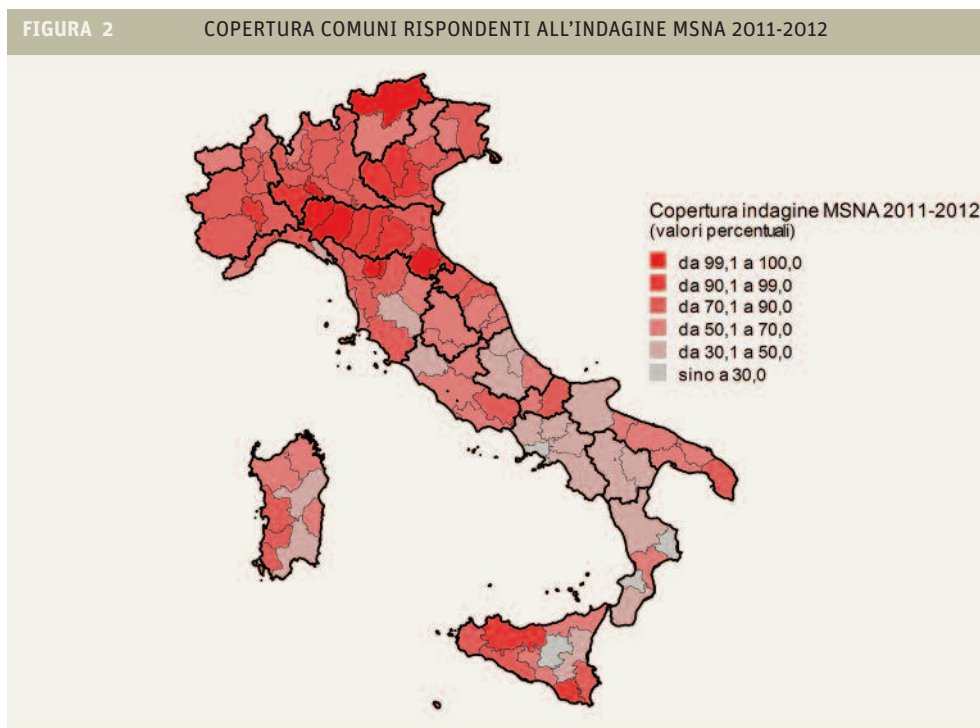 FIGURA 2 COPERTURA COMUNI RISPONDENTI ALL'INDAGINE MSNA 2011-2012
Copertura indagine MSNA 2011-2012
(valori percentuali)
da 99,1 a 100,0
da 90,1 a 99,0
da 70,1 a 90,0
da 50,1 a 70,0
da 30,1 a 50,0
sino a 30,0